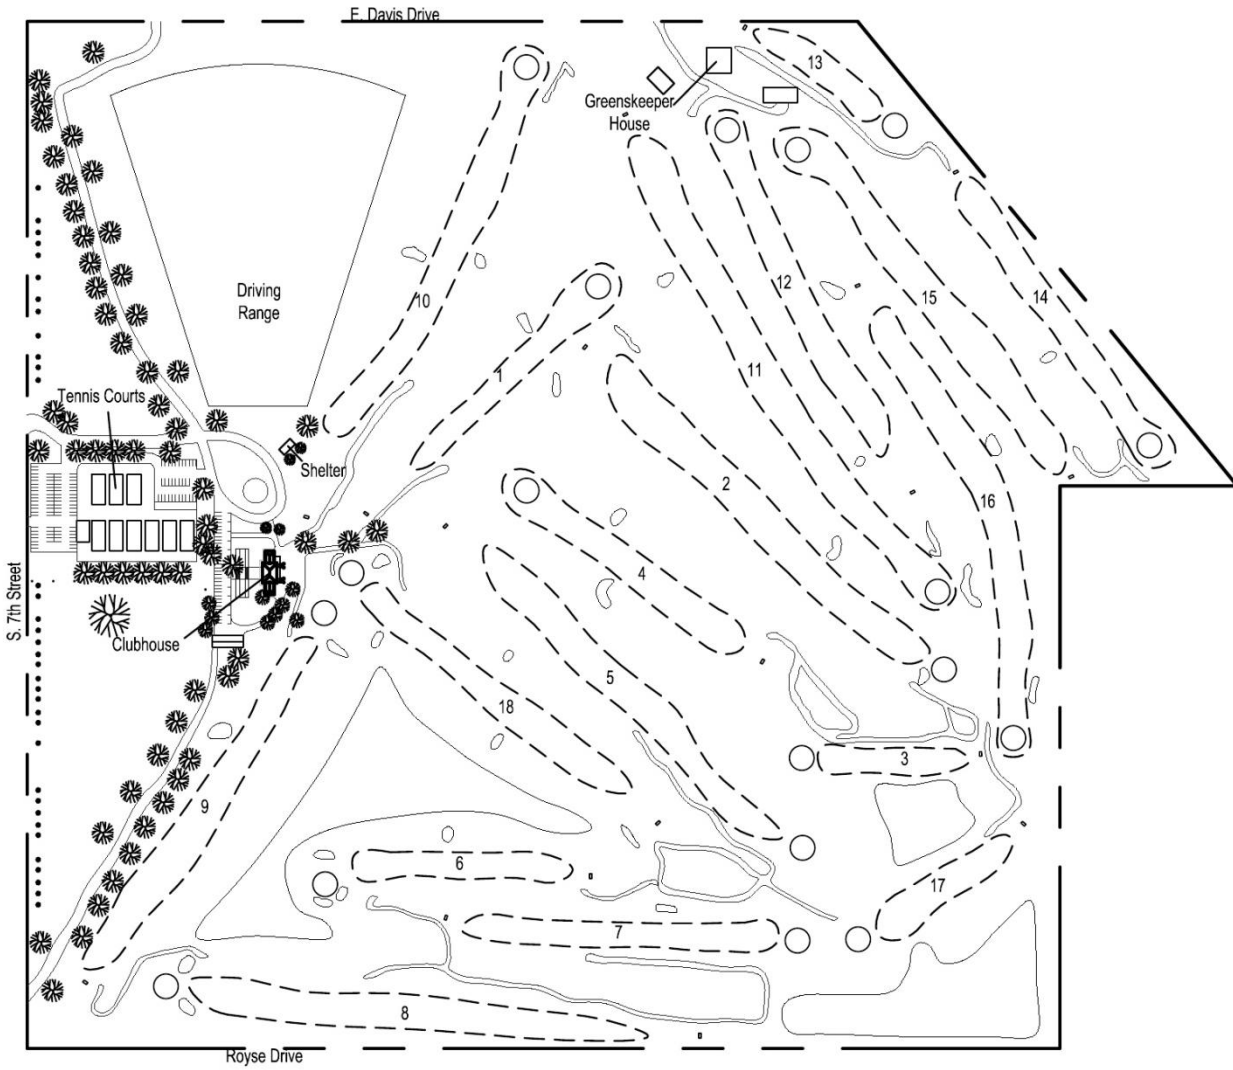 E. Davis Drive
13
Greenskeeper
House
Driving
Range
10
12
15
14
1
11
Tennis Courts
Shelter
2
16
4
S. 7th Street
Clubhouse
5
18
3
9
6
17
7
8
Royse Drive